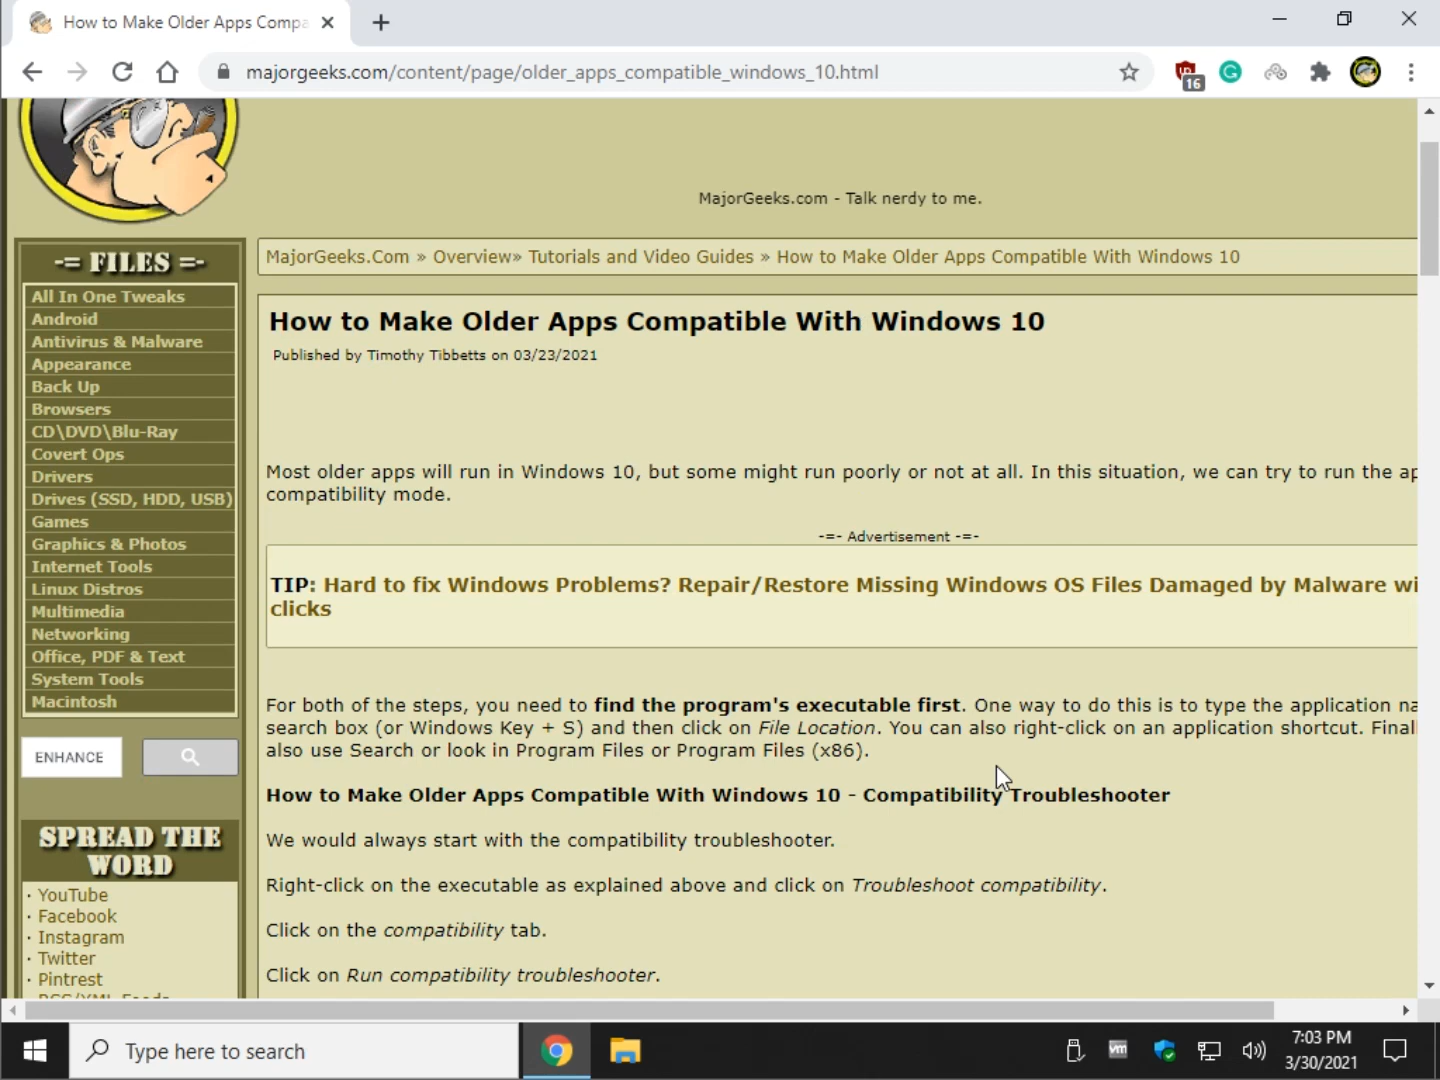 How to Make Older Apps Compa
majorgeeks.com/content/page/older_apps_compatible_windows_10.html
16
MajorGeeks.com - Talk nerdy to me.
-= FILES =-
All In One Tweaks
Android
Antivirus & Malware
Appearance
Back Up
Browsers
CD\DVD\Blu-Ray
Covert Ops
Drivers
Drives (SSD, HDD, USB)
Games
Graphics & Photos
Internet Tools
Linux Distros
Multimedia
Networking
Office, PDF & Text
System Tools
Macintosh
ENHANCE
SPREAD THE
WORD
· YouTube
· Facebook
· Instagram
· Twitter
· Pintrest
MajorGeeks.Com » Overview» Tutorials and Video Guides » How to Make Older Apps Compatible With Windows 10
How to Make Older Apps Compatible With Windows 10
Published by Timothy Tibbetts on 03/23/2021
Most older apps will run in Windows 10, but some might run poorly or not at all. In this situation, we can try to run the ap
compatibility mode.
-=- Advertisement -=-
TIP: Hard to fix Windows Problems? Repair/Restore Missing Windows OS Files Damaged by Malware wi
clicks
For both of the steps, you need to find the program's executable first. One way to do this is to type the application na
search box (or Windows Key + S) and then click on File Location. You can also right-click on an application shortcut. Final
also use Search or look in Program Files or Program Files (x86).
How to Make Older Apps Compatible With Windows 10 - Compatibility Troubleshooter
We would always start with the compatibility troubleshooter.
Right-click on the executable as explained above and click on Troubleshoot compatibility.
Click on the compatibility tab.
Click on Run compatibility troubleshooter.
Type here to search
vm
7:03 PM
3/30/2021